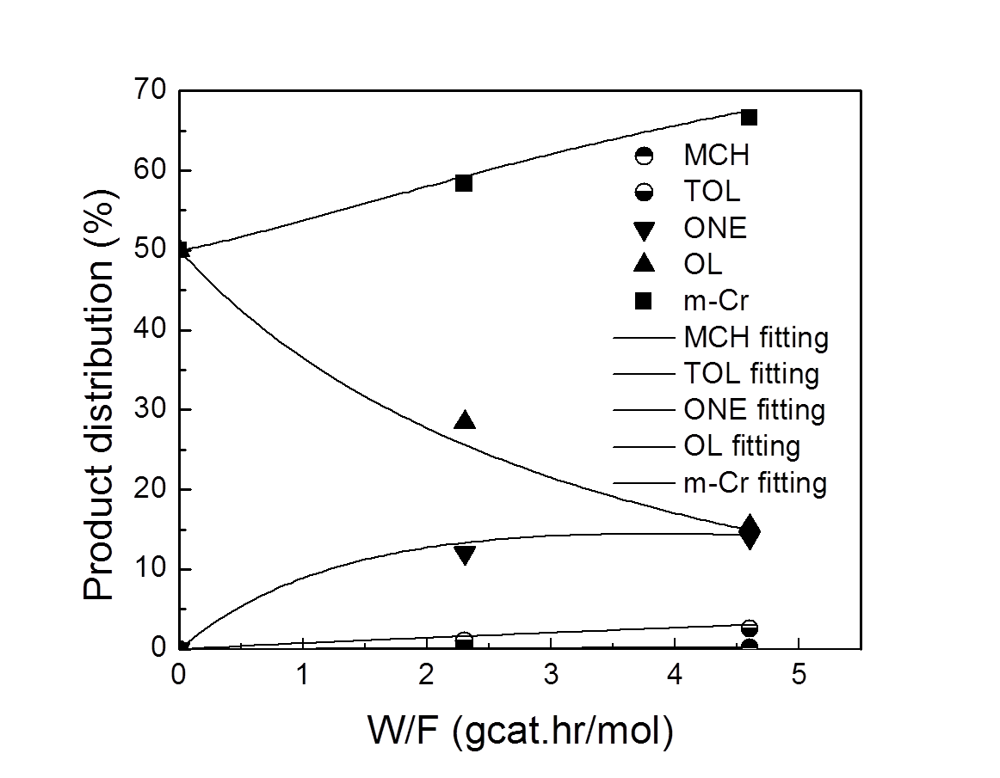 70
60
50
40
30
20
10
0
Product distribution (%)
MCH
TOL
ONE
OL
m-Cr
MCH fitting
TOL fitting
ONE fitting
OL fitting
m-Cr fitting
0 1 2 3 4 5
W/F (gcat.hr/mol)